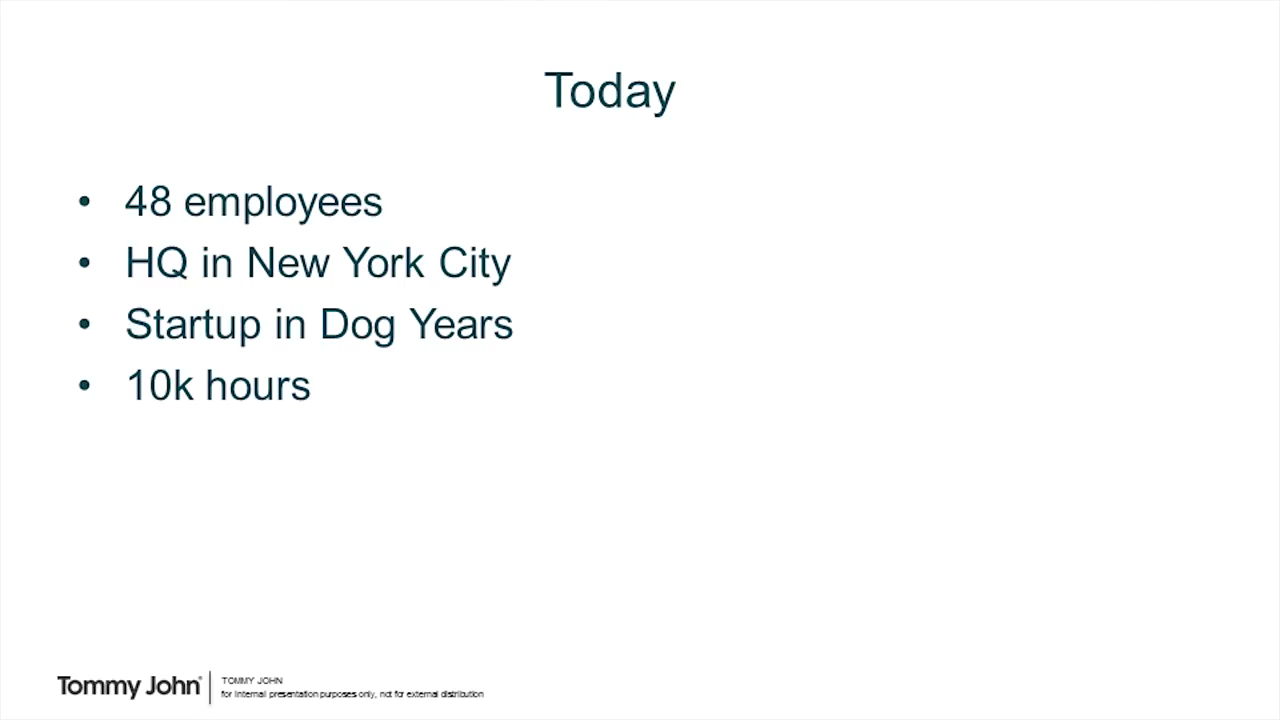 Today
• 48 employees
• HQ in New York City
• Startup in Dog Years
• 10k hours
Tommy John®
TOMMY JOHN
for internal presentation purposes only, not for external distribution